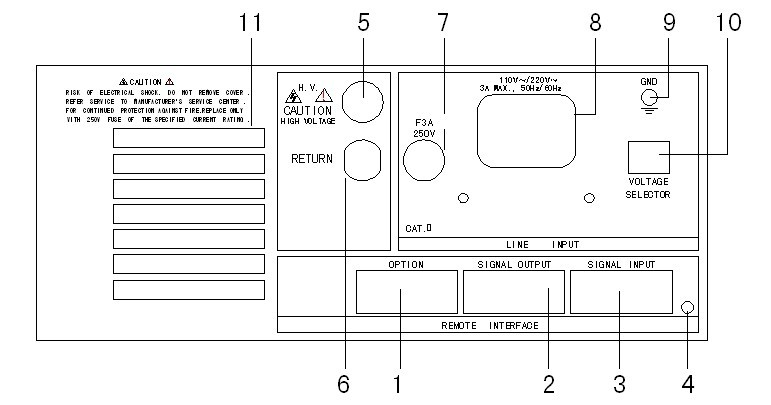 11
5
7
8
9
10
CAUTION
RISK OF ELECTRICAL SHOCK. DO NOT REMOVE COVER.
REFER SERVICE TO MANUFACTURER'S SERVICE CENTER.
FOR CONTINUED PROTECTION AGAINST FIRE.REPLACE ONLY
WITH 250V FUSE OF THE SPECIFIED CURRENT RATING.
H.V.
CAUTION
HIGH VOLTAGE
RETURN
F3A
250V
110V~/220V~
3A MAX., 50Hz/60Hz
GND
VOLTAGE
SELECTOR
CAT.II
LINE INPUT
OPTION
SIGNAL OUTPUT
SIGNAL INPUT
REMOTE INTERFACE
6
1
2
3
4